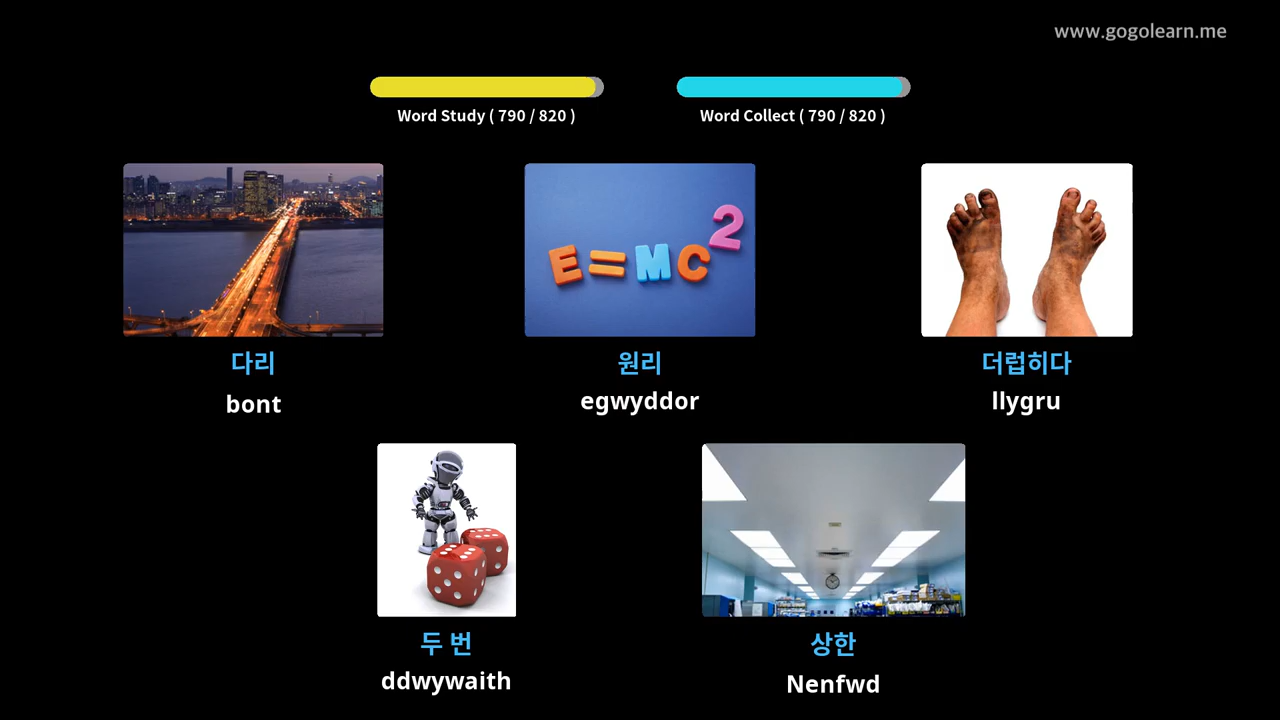 www.gogolearn.me
Word Study ( 790 / 820 )
Word Collect ( 790 / 820 )
E=MC2
다리
bont
원리
egwyddor
더럽히다
llygru
두 번
ddwywaith
상한
Nenfwd